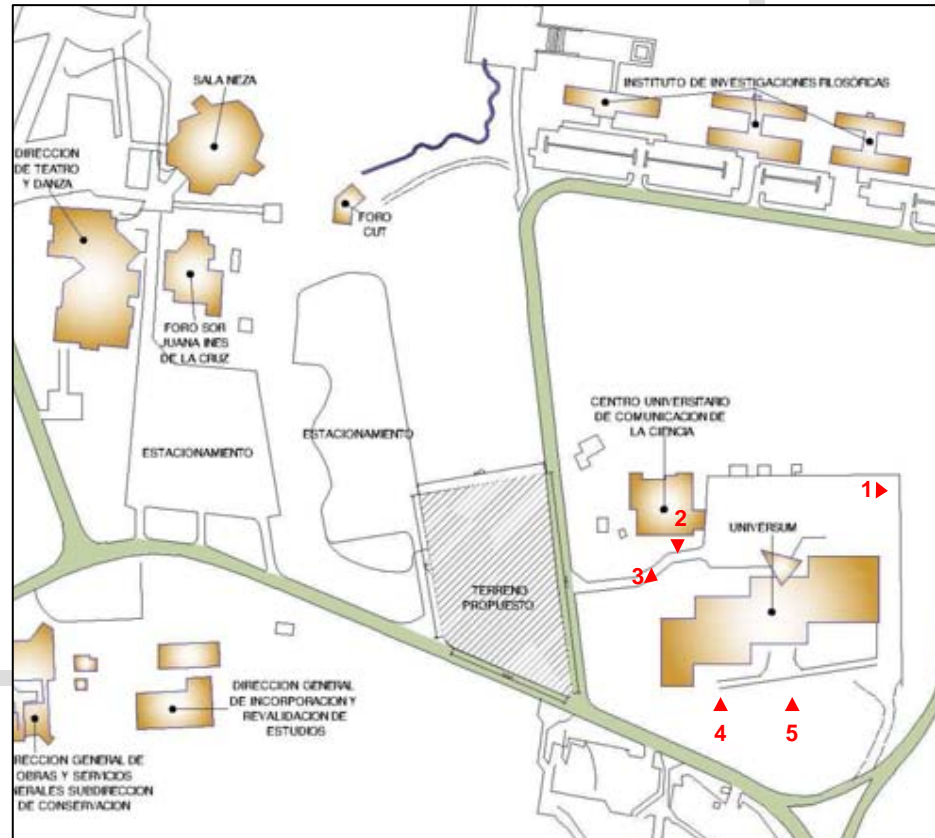 SALA NEZA
INSTITUTO DE INVESTIGACIONES FILOSÓFICAS
DIRECCION
DE TEATRO
Y DANZA
FORO
CUT
FORO SOR
JUANA INES
DE LA CRUZ
CENTRO UNIVERSITARIO
DE COMUNICACION DE
LA CIENCIA
ESTACIONAMIENTO
ESTACIONAMIENTO
1
2
UNIVERSUM
3
TERRENO
PROPUESTO
DIRECCION GENERAL
DE INCORPORACION Y
REVALIDACION DE
ESTUDIOS
4
5
RECCION GENERAL DE
OBRAS Y SERVICIOS
NERALES SUBDIRECCION
DE CONSERVACION